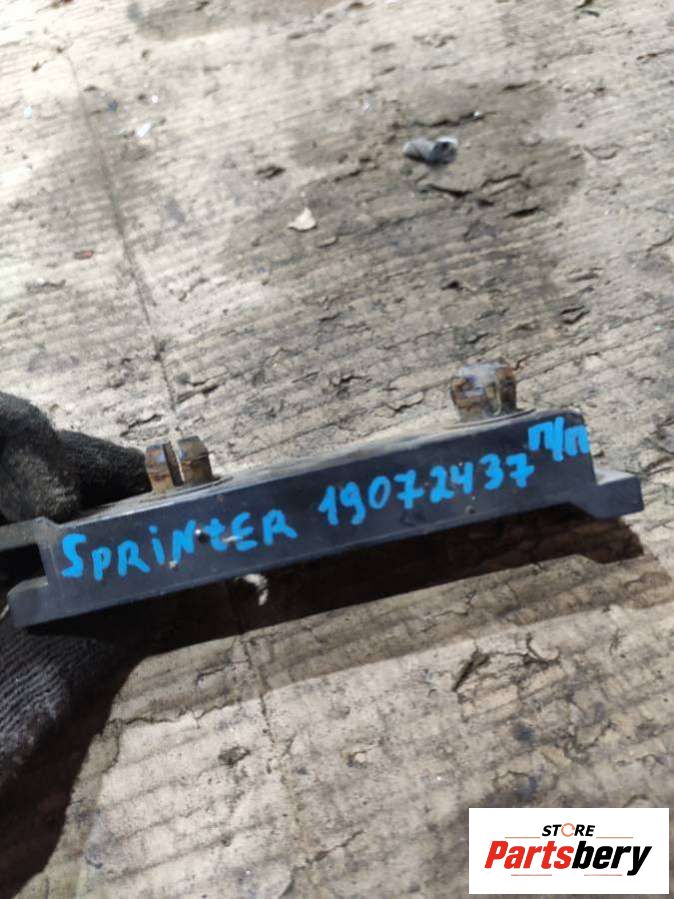 SPRINtER 19072437 П/П
STORE
Partsbery